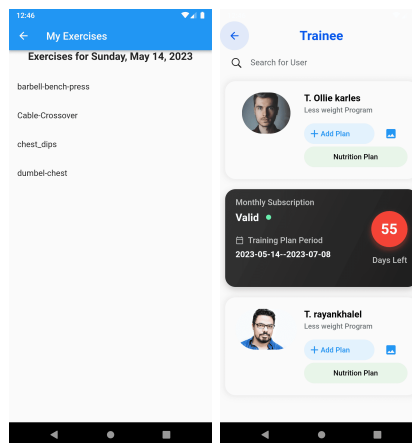 12:46
My Exercises
Exercises for Sunday, May 14, 2023
barbell-bench-press
Cable-Crossover
chest_dips
dumbel-chest
Trainee
Search for User
T. Ollie karles
Less weight Program
Add Plan
Nutrition Plan
Monthly Subscription
Valid
Training Plan Period
2023-05-14--2023-07-08
55
Days Left
T. rayankhalel
Less weight Program
Add Plan
Nutrition Plan